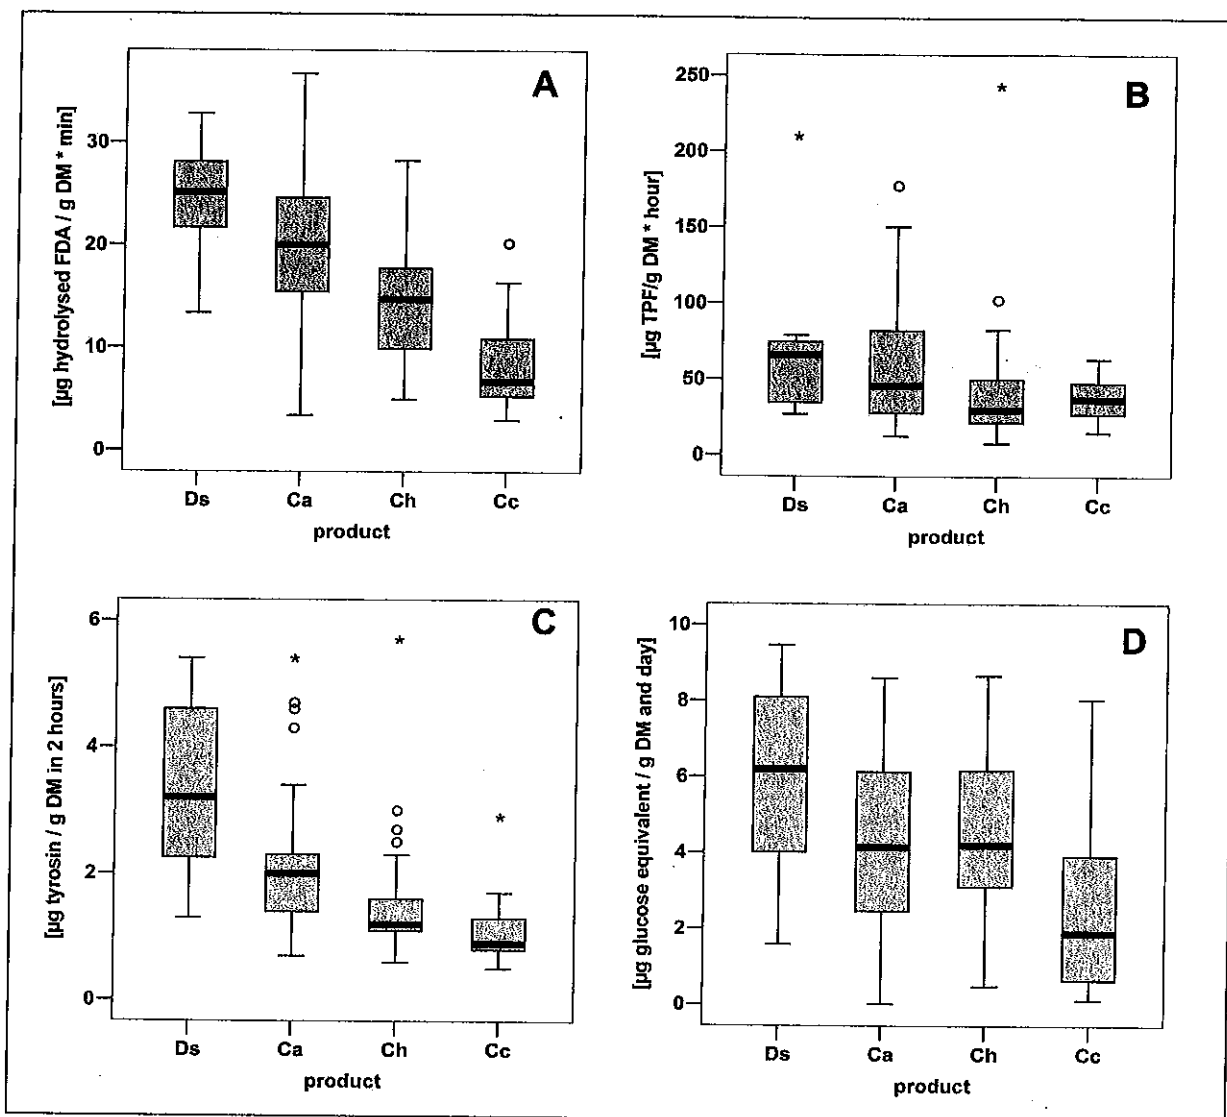 A
[µg hydrolysed FDA / g DM * min]
30
20
10
0
Ds Ca Ch Cc
product
B
[µg TPF/g DM * hour]
250
200
150
100
50
0
Ds Ca Ch Cc
product
C
[µg tyrosin / g DM in 2 hours]
6
4
2
0
Ds Ca Ch Cc
product
D
[µg glucose equivalent / g DM and day]
10
8
6
4
2
0
Ds Ca Ch Cc
product